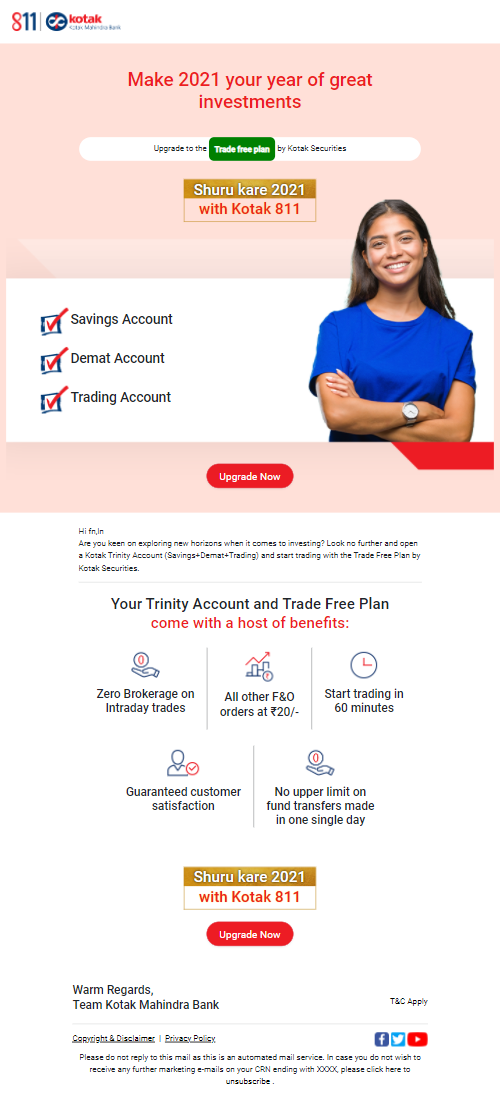 811 kotak
Kotak Mahindra Bank
Make 2021 your year of great
investments
Upgrade to the Trade free plan by Kotak Securities
Shuru kare 2021
with Kotak 811
Savings Account
Demat Account
Trading Account
Upgrade Now
Hi fn,ln
Are you keen on exploring new horizons when it comes to investing? Look no further and open
a Kotak Trinity Account (Savings+Demat+Trading) and start trading with the Trade Free Plan by
Kotak Securities.
Your Trinity Account and Trade Free Plan
come with a host of benefits:
Zero Brokerage on
Intraday trades
All other F&O
orders at ₹20/-
Start trading in
60 minutes
Guaranteed customer
satisfaction
No upper limit on
fund transfers made
in one single day
Shuru kare 2021
with Kotak 811
Upgrade Now
Warm Regards,
Team Kotak Mahindra Bank
T&C Apply
Copyright & Disclaimer | Privacy Policy
Please do not reply to this mail as this is an automated mail service. In case you do not wish to
receive any further marketing e-mails on your CRN ending with XXXX, please click here to
unsubscribe .